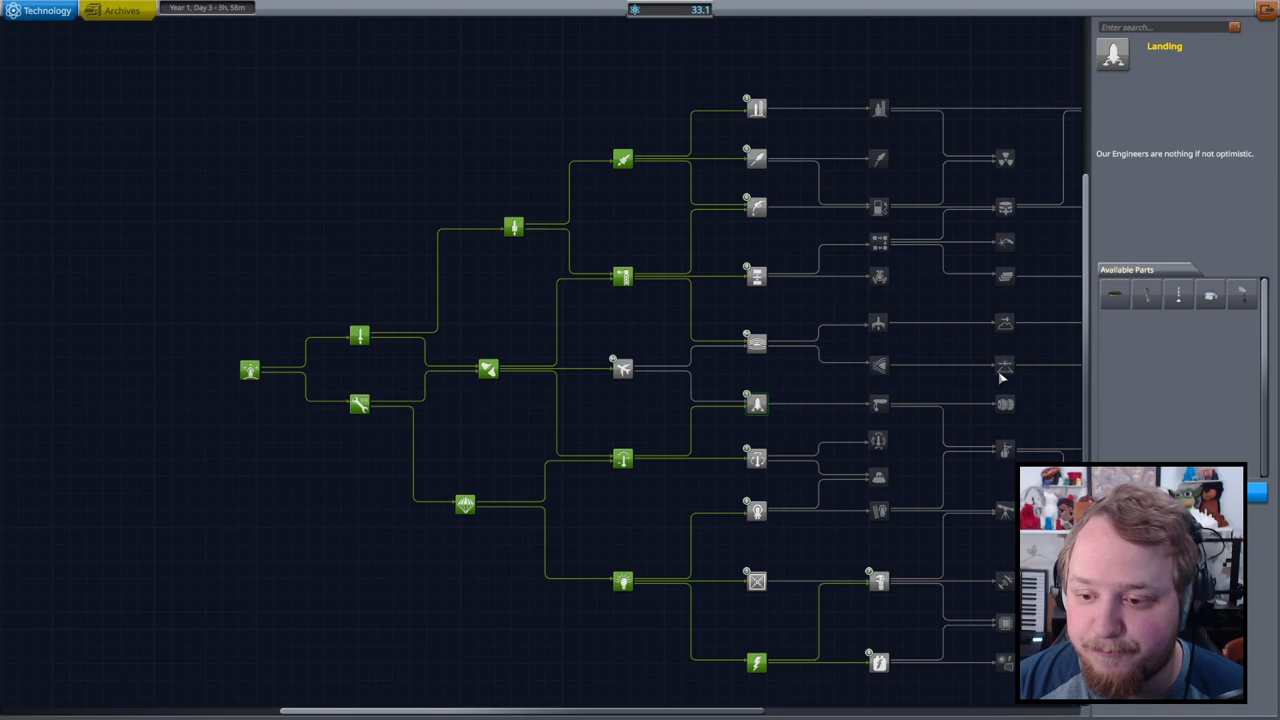 Technology
Archives
Year 1, Day 3 - 3h, 58m
33.1
Enter search...
Landing
Our Engineers are nothing if not optimistic.
Available Parts